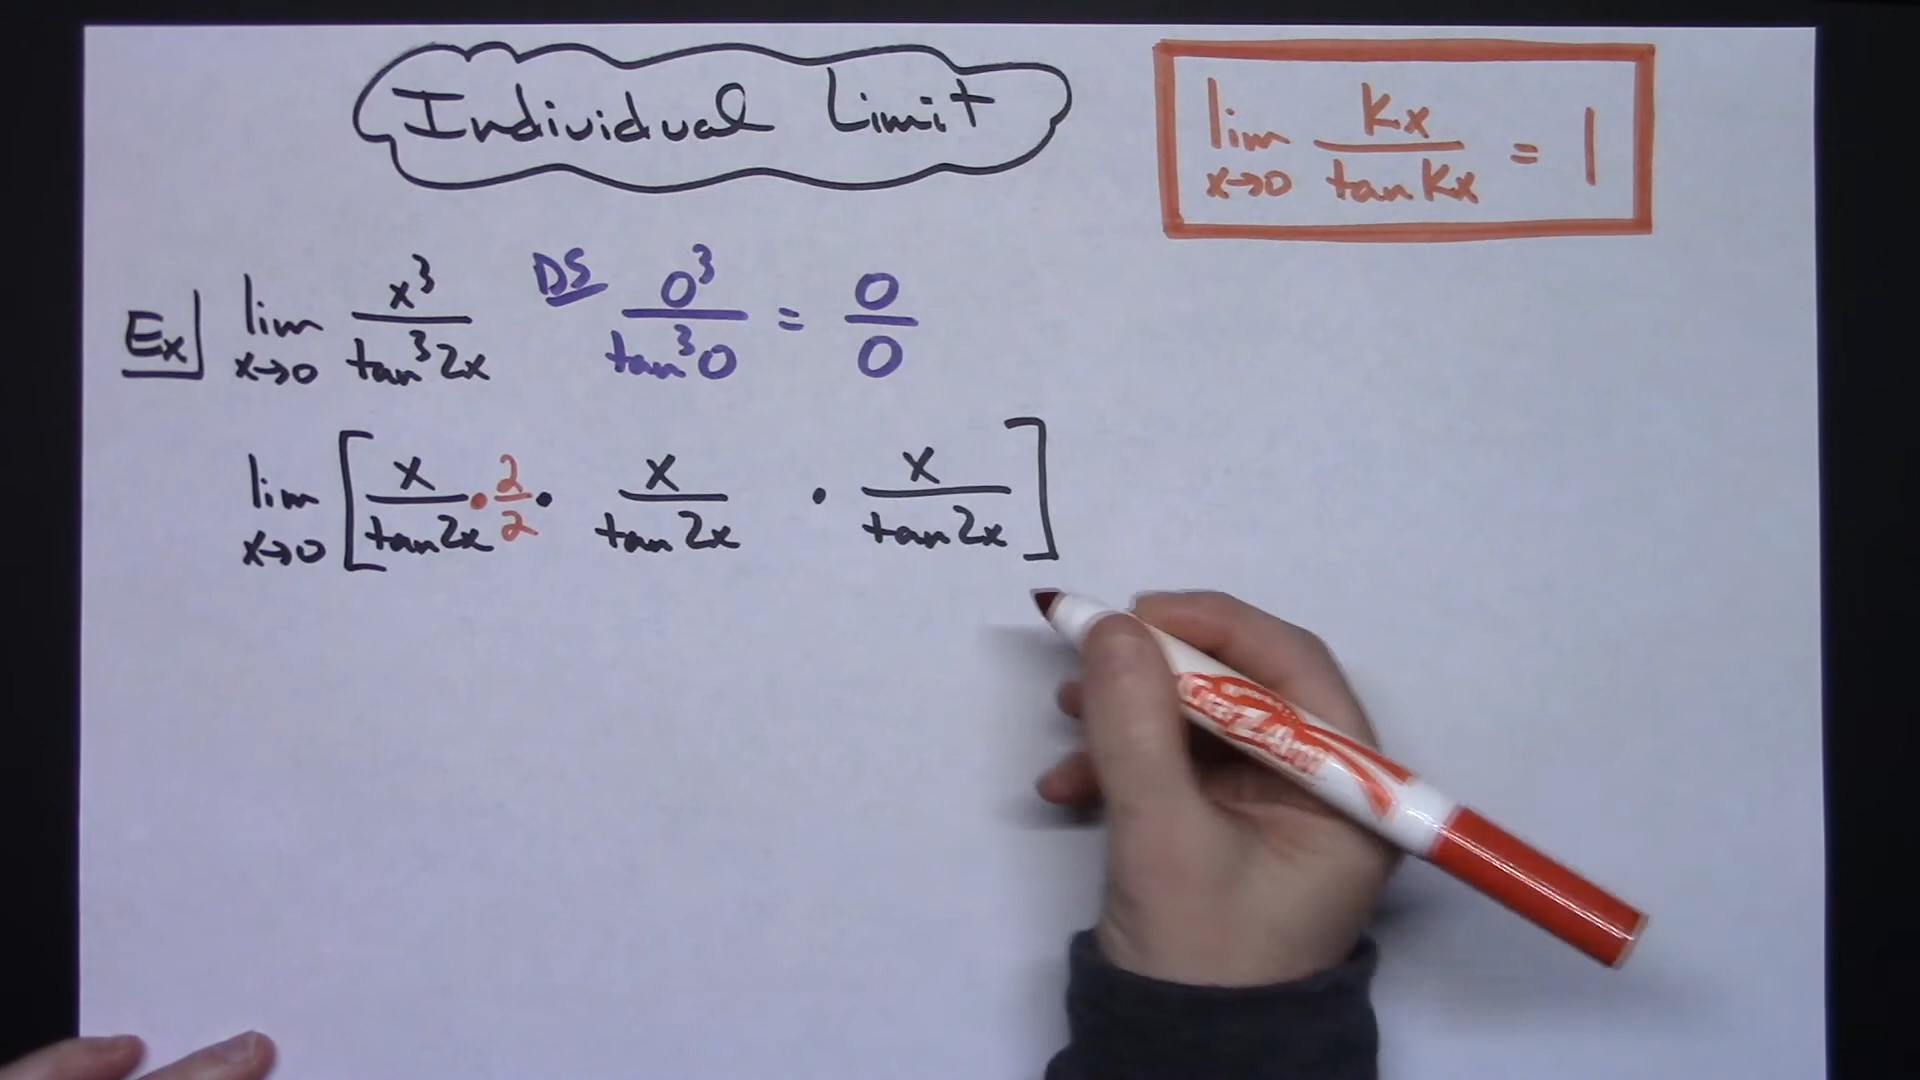 Individual Limit
lim x→0 kx/tan kx = 1
Ex lim x→0 x³/tan³2x DS 0³/tan³0 = 0/0
lim x→0 [x/tan2x · 2/2 · x/tan2x · x/tan2x]